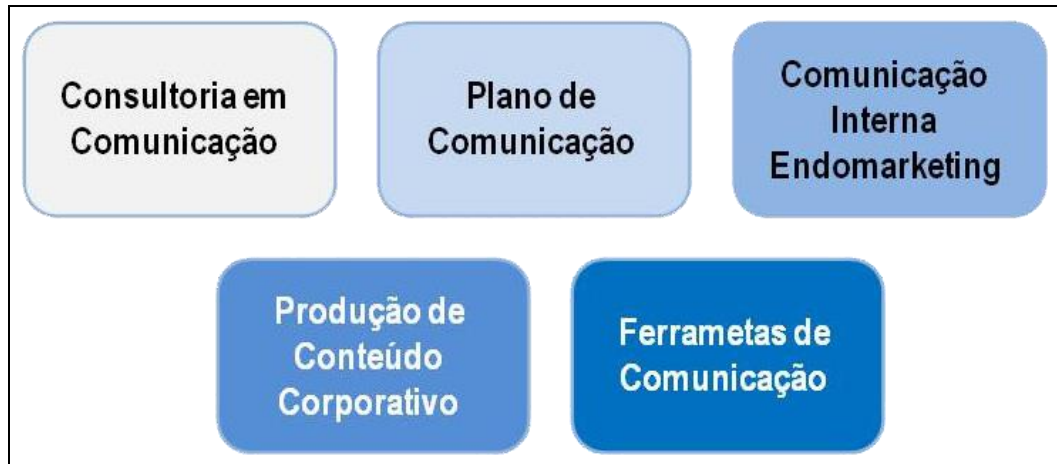 Consultoria em
Comunicação
Plano de
Comunicação
Comunicação
Interna
Endomarketing
Produção de
Conteúdo
Corporativo
Ferrametas de
Comunicação